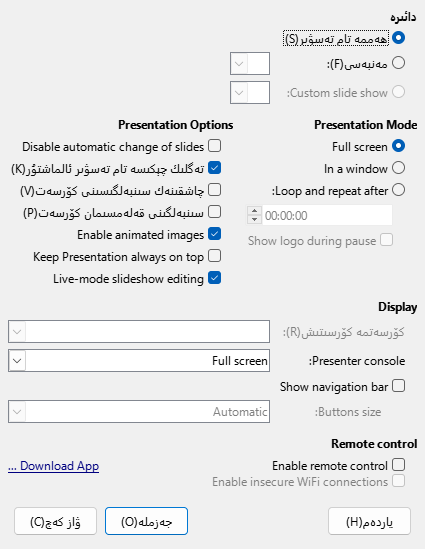 دائىرە
ھەممە تام تەسۋىر(S)
مەنبەسى(F):
Custom slide show:
Presentation Mode
Full screen
In a window
Loop and repeat after:
00:00:00
Show logo during pause
Presentation Options
Disable automatic change of slides
تەگلىك چېكىسە تام تەسۋىر ئالماشتۇر(K)
چاشقىنەك سىنبەلگىسىنى كۆرسەت(V)
سىنبەلگىنى قەلەمسىمان كۆرسەت(P)
Enable animated images
Keep Presentation always on top
Live-mode slideshow editing
Display
كۆرسەتمە كۆرسىتىش(R):
Presenter console:
Full screen
Show navigation bar
Buttons size:
Automatic
Remote control
Enable remote control
Download App ...
Enable insecure WiFi connections
ياردەم(H)
جەزملە(O)
ۋاز كەچ(C)